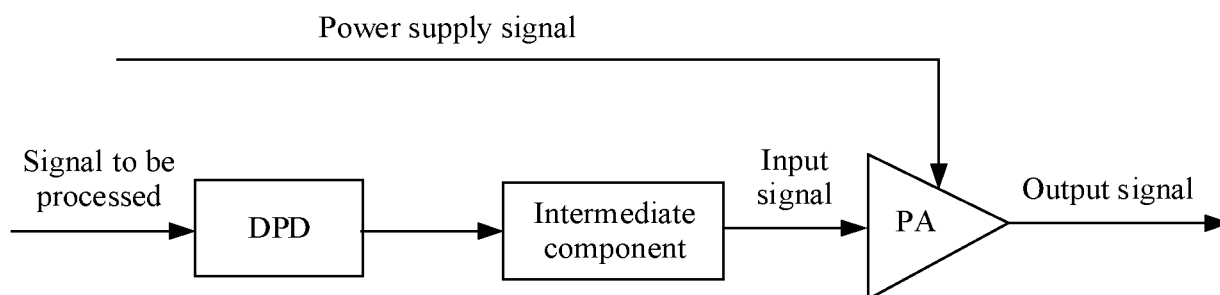 Power supply signal
Signal to be
processed
DPD
Intermediate
component
Input
signal
PA
Output signal